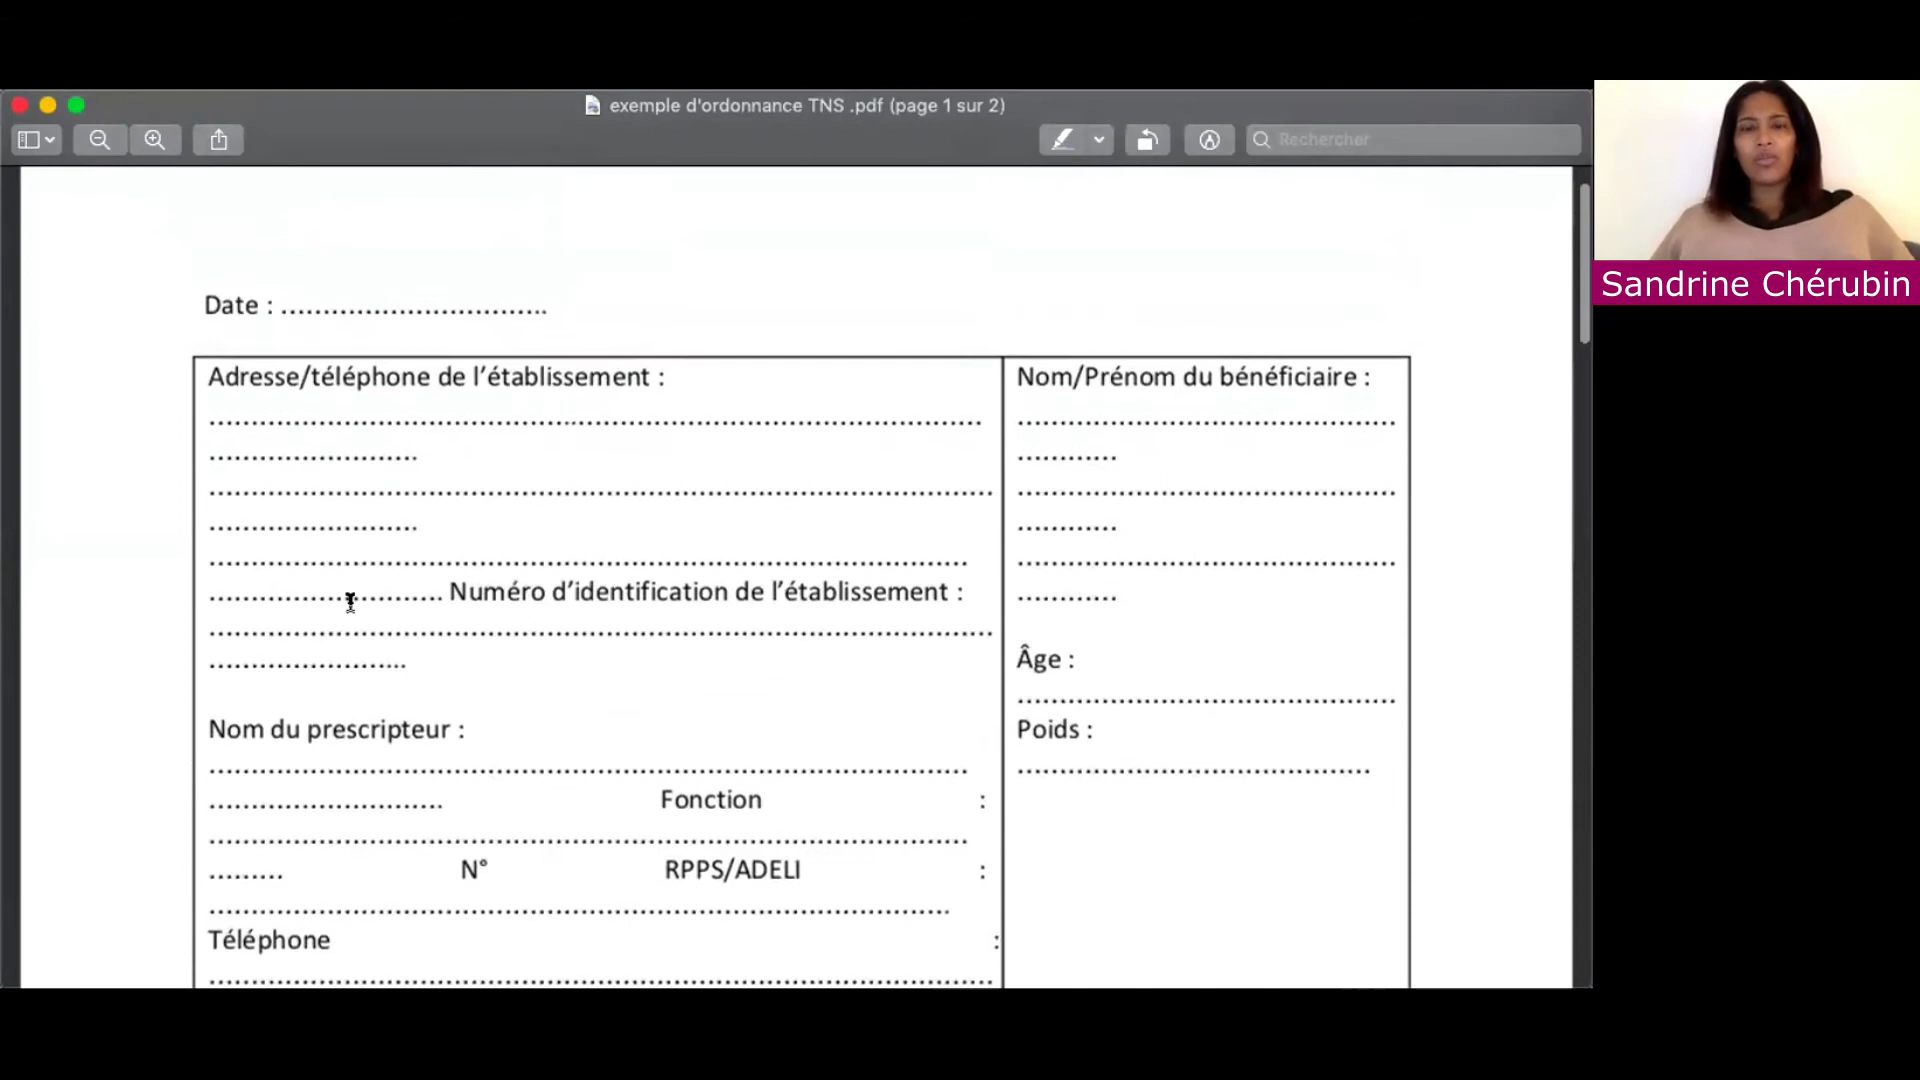 exemple d'ordonnance TNS .pdf (page 1 sur 2)
Rechercher
Sandrine Chérubin
Date : ................................
Adresse/téléphone de l’établissement :
............................................................................................
.........................
.............................................................................................
.........................
..........................................................................................
............................ Numéro d’identification de l’établissement :
.............................................................................................
........................
Nom du prescripteur :
..........................................................................................
............................ Fonction :
..........................................................................................
......... N° RPPS/ADELI :
........................................................................................
Téléphone :
.............................................................................................
Nom/Prénom du bénéficiaire :
.............................................
............
.............................................
............
.............................................
............
Âge :
.............................................
Poids :
..........................................